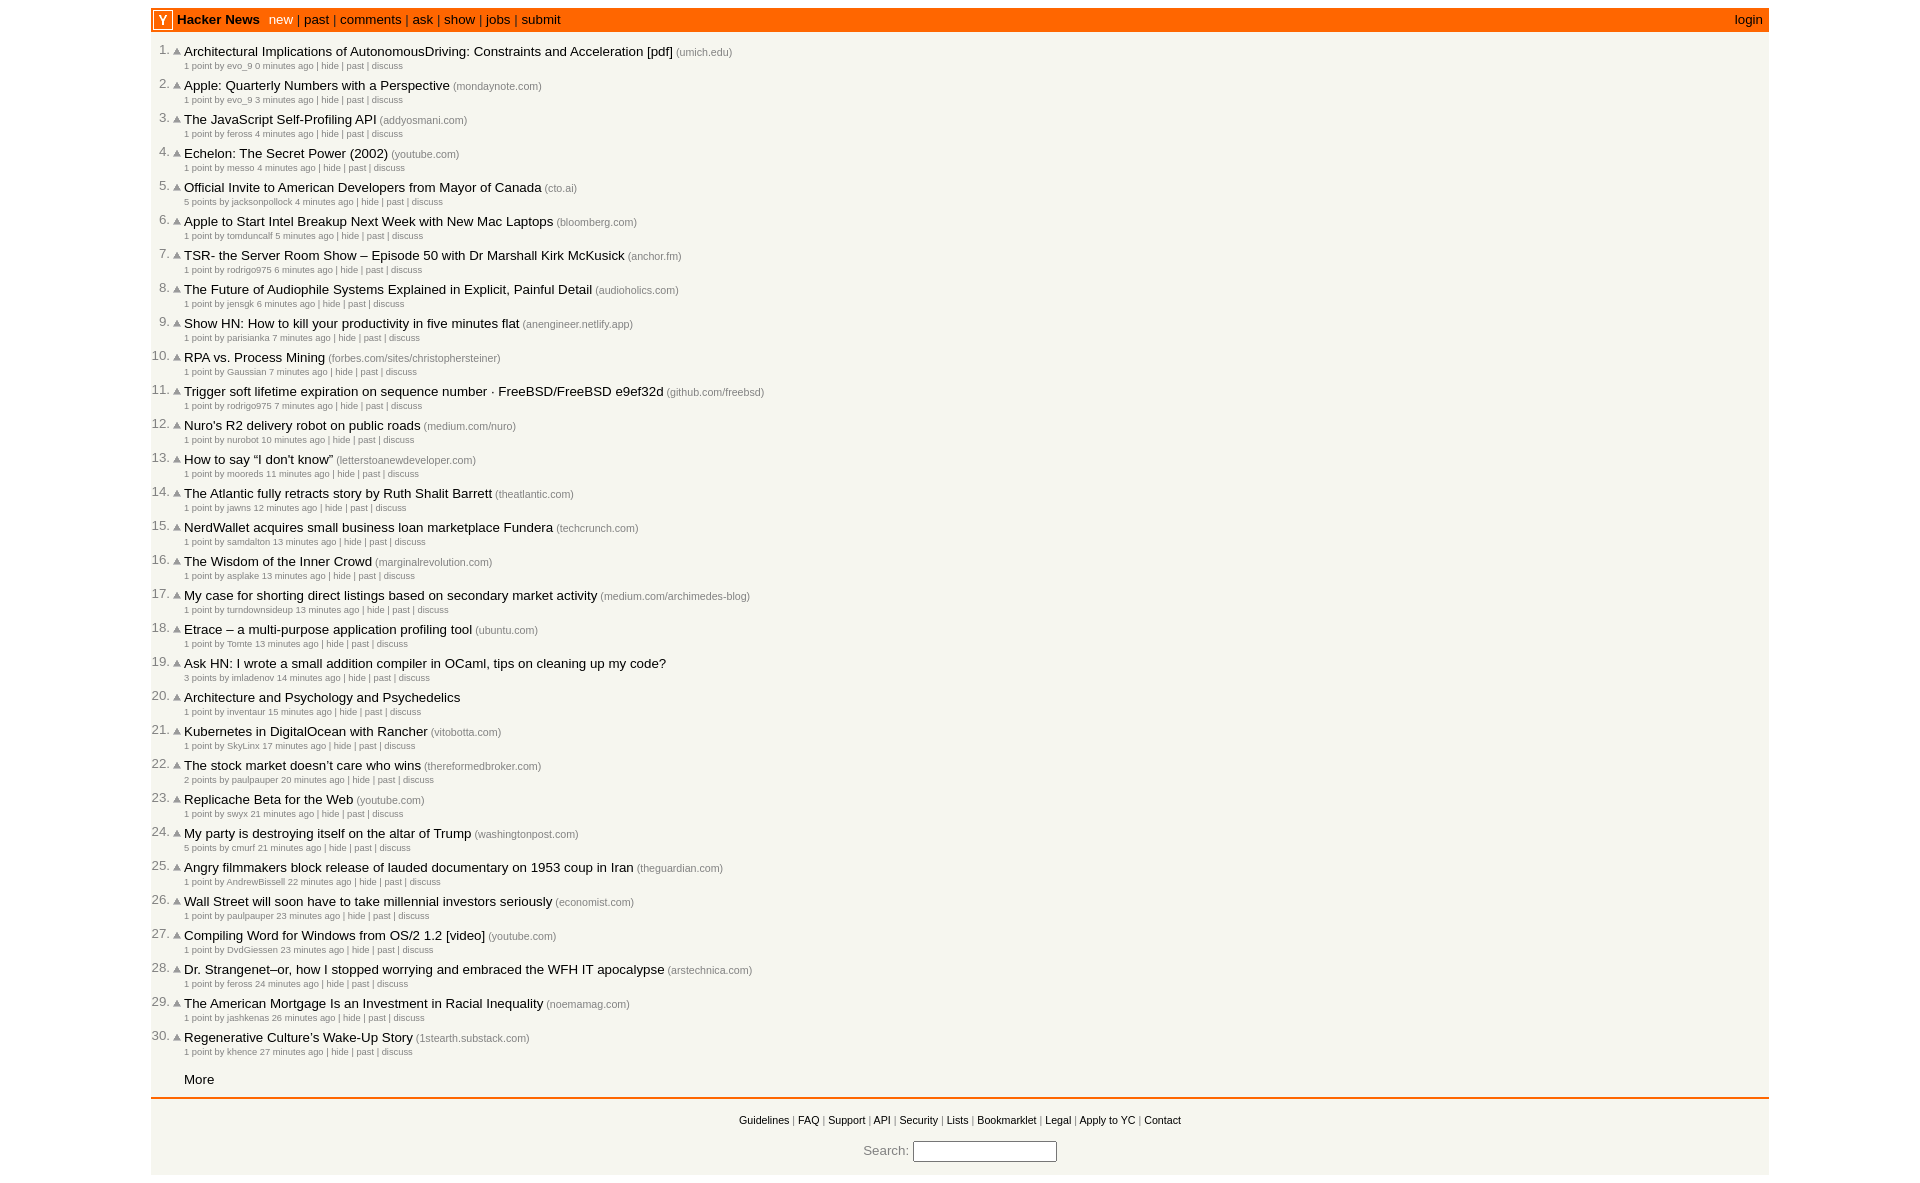 Y Hacker News new | past | comments | ask | show | jobs | submit login
1. Architectural Implications of AutonomousDriving: Constraints and Acceleration [pdf] (umich.edu)
1 point by evo_9 0 minutes ago | hide | past | discuss
2. Apple: Quarterly Numbers with a Perspective (mondaynote.com)
1 point by evo_9 3 minutes ago | hide | past | discuss
3. The JavaScript Self-Profiling API (addyosmani.com)
1 point by feross 4 minutes ago | hide | past | discuss
4. Echelon: The Secret Power (2002) (youtube.com)
1 point by messo 4 minutes ago | hide | past | discuss
5. Official Invite to American Developers from Mayor of Canada (cto.ai)
5 points by jacksonpollock 4 minutes ago | hide | past | discuss
6. Apple to Start Intel Breakup Next Week with New Mac Laptops (bloomberg.com)
1 point by tomduncalf 5 minutes ago | hide | past | discuss
7. TSR- the Server Room Show – Episode 50 with Dr Marshall Kirk McKusick (anchor.fm)
1 point by rodrigo975 6 minutes ago | hide | past | discuss
8. The Future of Audiophile Systems Explained in Explicit, Painful Detail (audioholics.com)
1 point by jensgk 6 minutes ago | hide | past | discuss
9. Show HN: How to kill your productivity in five minutes flat (anengineer.netlify.app)
1 point by parisianka 7 minutes ago | hide | past | discuss
10. RPA vs. Process Mining (forbes.com/sites/christophersteiner)
1 point by Gaussian 7 minutes ago | hide | past | discuss
11. Trigger soft lifetime expiration on sequence number · FreeBSD/FreeBSD e9ef32d (github.com/freebsd)
1 point by rodrigo975 7 minutes ago | hide | past | discuss
12. Nuro's R2 delivery robot on public roads (medium.com/nuro)
1 point by nurobot 10 minutes ago | hide | past | discuss
13. How to say “I don't know” (letterstoanewdeveloper.com)
1 point by mooreds 11 minutes ago | hide | past | discuss
14. The Atlantic fully retracts story by Ruth Shalit Barrett (theatlantic.com)
1 point by jawns 12 minutes ago | hide | past | discuss
15. NerdWallet acquires small business loan marketplace Fundera (techcrunch.com)
1 point by samdalton 13 minutes ago | hide | past | discuss
16. The Wisdom of the Inner Crowd (marginalrevolution.com)
1 point by asplake 13 minutes ago | hide | past | discuss
17. My case for shorting direct listings based on secondary market activity (medium.com/archimedes-blog)
1 point by turndownsideup 13 minutes ago | hide | past | discuss
18. Etrace – a multi-purpose application profiling tool (ubuntu.com)
1 point by Tomte 13 minutes ago | hide | past | discuss
19. Ask HN: I wrote a small addition compiler in OCaml, tips on cleaning up my code?
3 points by imladenov 14 minutes ago | hide | past | discuss
20. Architecture and Psychology and Psychedelics
1 point by inventaur 15 minutes ago | hide | past | discuss
21. Kubernetes in DigitalOcean with Rancher (vitobotta.com)
1 point by SkyLinx 17 minutes ago | hide | past | discuss
22. The stock market doesn’t care who wins (thereformedbroker.com)
2 points by paulpauper 20 minutes ago | hide | past | discuss
23. Replicache Beta for the Web (youtube.com)
1 point by swyx 21 minutes ago | hide | past | discuss
24. My party is destroying itself on the altar of Trump (washingtonpost.com)
5 points by cmurf 21 minutes ago | hide | past | discuss
25. Angry filmmakers block release of lauded documentary on 1953 coup in Iran (theguardian.com)
1 point by AndrewBissell 22 minutes ago | hide | past | discuss
26. Wall Street will soon have to take millennial investors seriously (economist.com)
1 point by paulpauper 23 minutes ago | hide | past | discuss
27. Compiling Word for Windows from OS/2 1.2 [video] (youtube.com)
1 point by DvdGiessen 23 minutes ago | hide | past | discuss
28. Dr. Strangenet–or, how I stopped worrying and embraced the WFH IT apocalypse (arstechnica.com)
1 point by feross 24 minutes ago | hide | past | discuss
29. The American Mortgage Is an Investment in Racial Inequality (noemamag.com)
1 point by jashkenas 26 minutes ago | hide | past | discuss
30. Regenerative Culture’s Wake-Up Story (1stearth.substack.com)
1 point by khence 27 minutes ago | hide | past | discuss
More
Guidelines | FAQ | Support | API | Security | Lists | Bookmarklet | Legal | Apply to YC | Contact
Search: